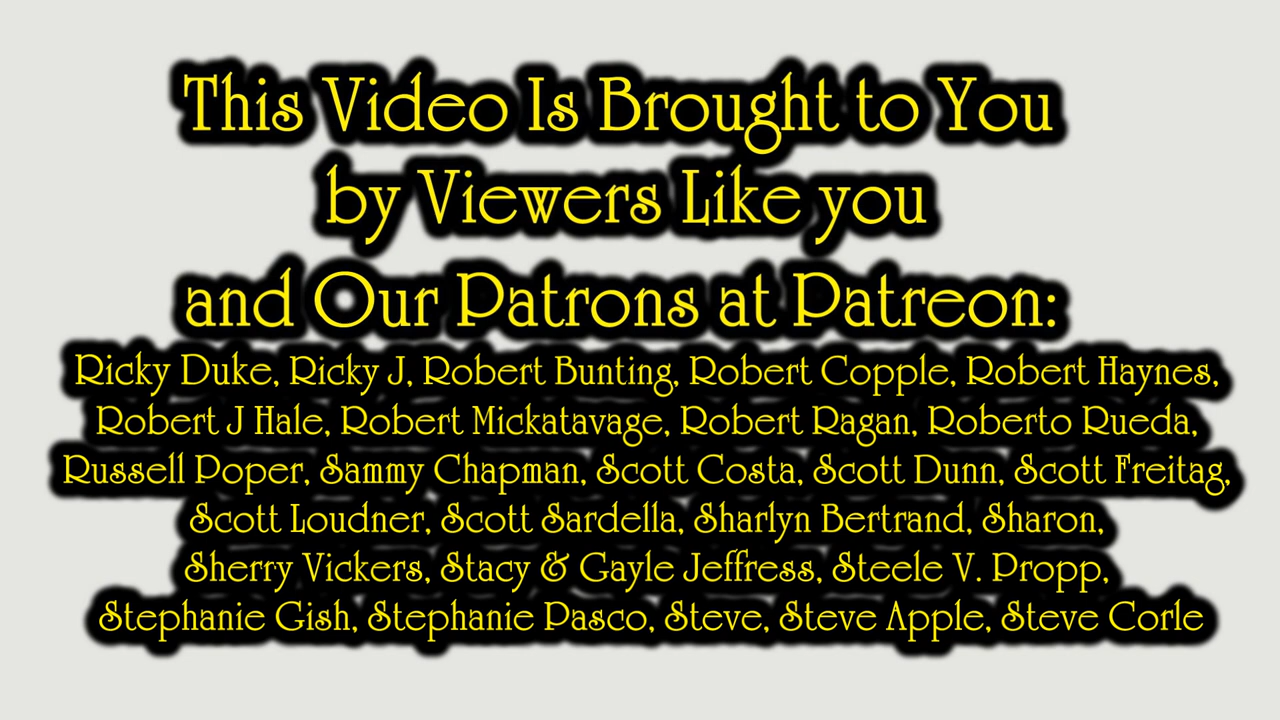 This Video Is Brought to You
by Viewers Like you
and Our Patrons at Patreon:
Ricky Duke, Ricky J, Robert Bunting, Robert Copple, Robert Haynes,
Robert J Hale, Robert Mickatavage, Robert Ragan, Roberto Rueda,
Russell Poper, Sammy Chapman, Scott Costa, Scott Dunn, Scott Freitag,
Scott Loudner, Scott Sardella, Sharlyn Bertrand, Sharon,
Sherry Vickers, Stacy & Gayle Jeffress, Steele V. Propp,
Stephanie Gish, Stephanie Pasco, Steve, Steve Apple, Steve Corle